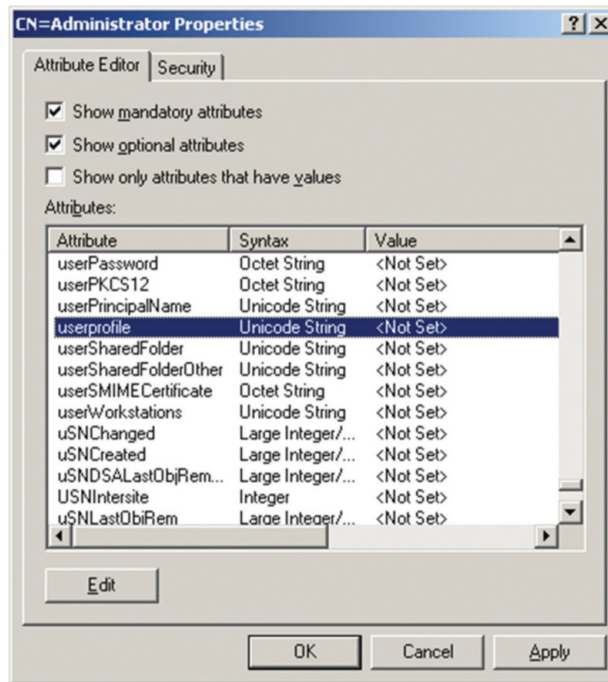 CN=Administrator Properties
Attribute Editor Security
Show mandatory attributes
Show optional attributes
Show only attributes that have values
Attributes:
Attribute Syntax Value
userPassword Octet String <Not Set>
userPKCS12 Octet String <Not Set>
userPrincipalName Unicode String <Not Set>
userprofile Unicode String <Not Set>
userSharedFolder Unicode String <Not Set>
userSharedFolderOther Unicode String <Not Set>
userSMIMECertificate Octet String <Not Set>
userWorkstations Unicode String <Not Set>
uSNChanged Large Integer/... <Not Set>
uSNCreated Large Integer/... <Not Set>
uSNDSALastObjRem... Large Integer/... <Not Set>
USNIntersite Integer <Not Set>
uSNLastObjRem Large Integer/... <Not Set>
Edit
OK Cancel Apply